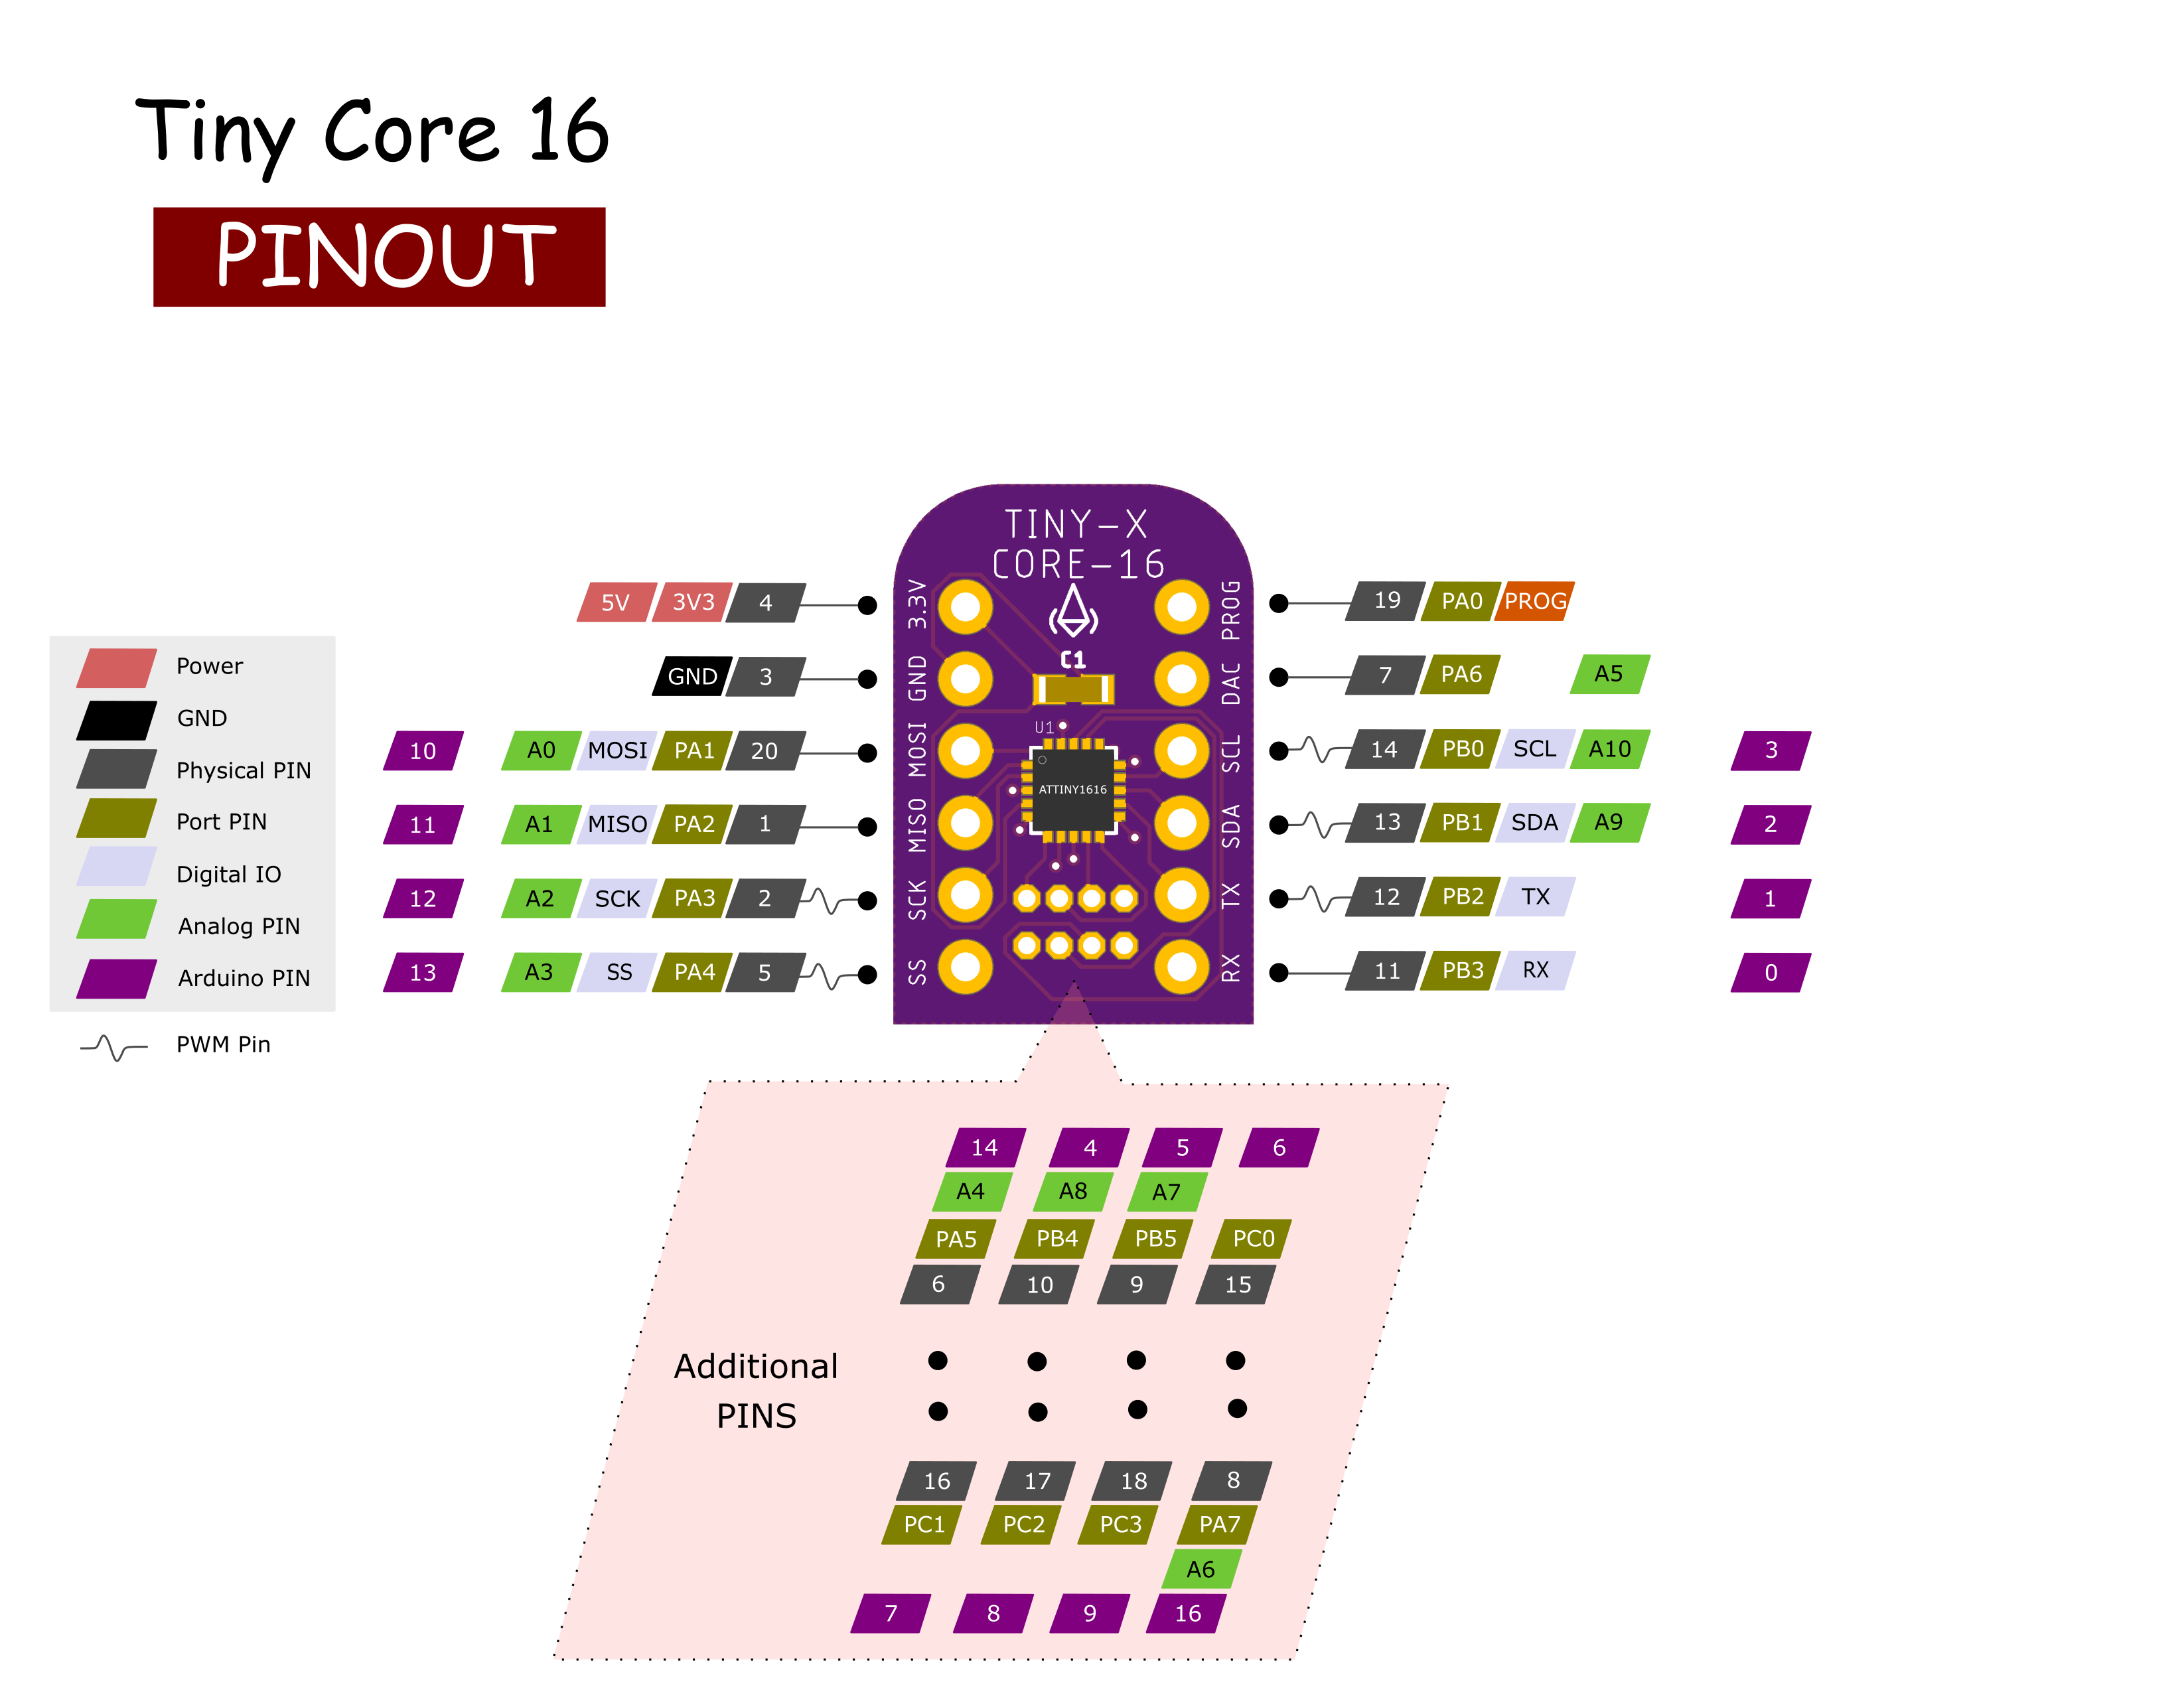 Tiny Core 16
PINOUT
TINY-X
CORE-16
5V 3V3 4 3.3V PROG 19 PA0 PROG
GND 3 GND C1 DAC 7 PA6 A5
U1
10 A0 MOSI PA1 20 MOSI SCL 14 PB0 SCL A10 3
ATTINY1616
11 A1 MISO PA2 1 MISO SDA 13 PB1 SDA A9 2
12 A2 SCK PA3 2 SCK TX 12 PB2 TX 1
13 A3 SS PA4 5 SS RX 11 PB3 RX 0
Power
GND
Physical PIN
Port PIN
Digital IO
Analog PIN
Arduino PIN
PWM Pin
14 4 5 6
A4 A8 A7
PA5 PB4 PB5 PC0
6 10 9 15
Additional
PINS
16 17 18 8
PC1 PC2 PC3 PA7
A6
7 8 9 16